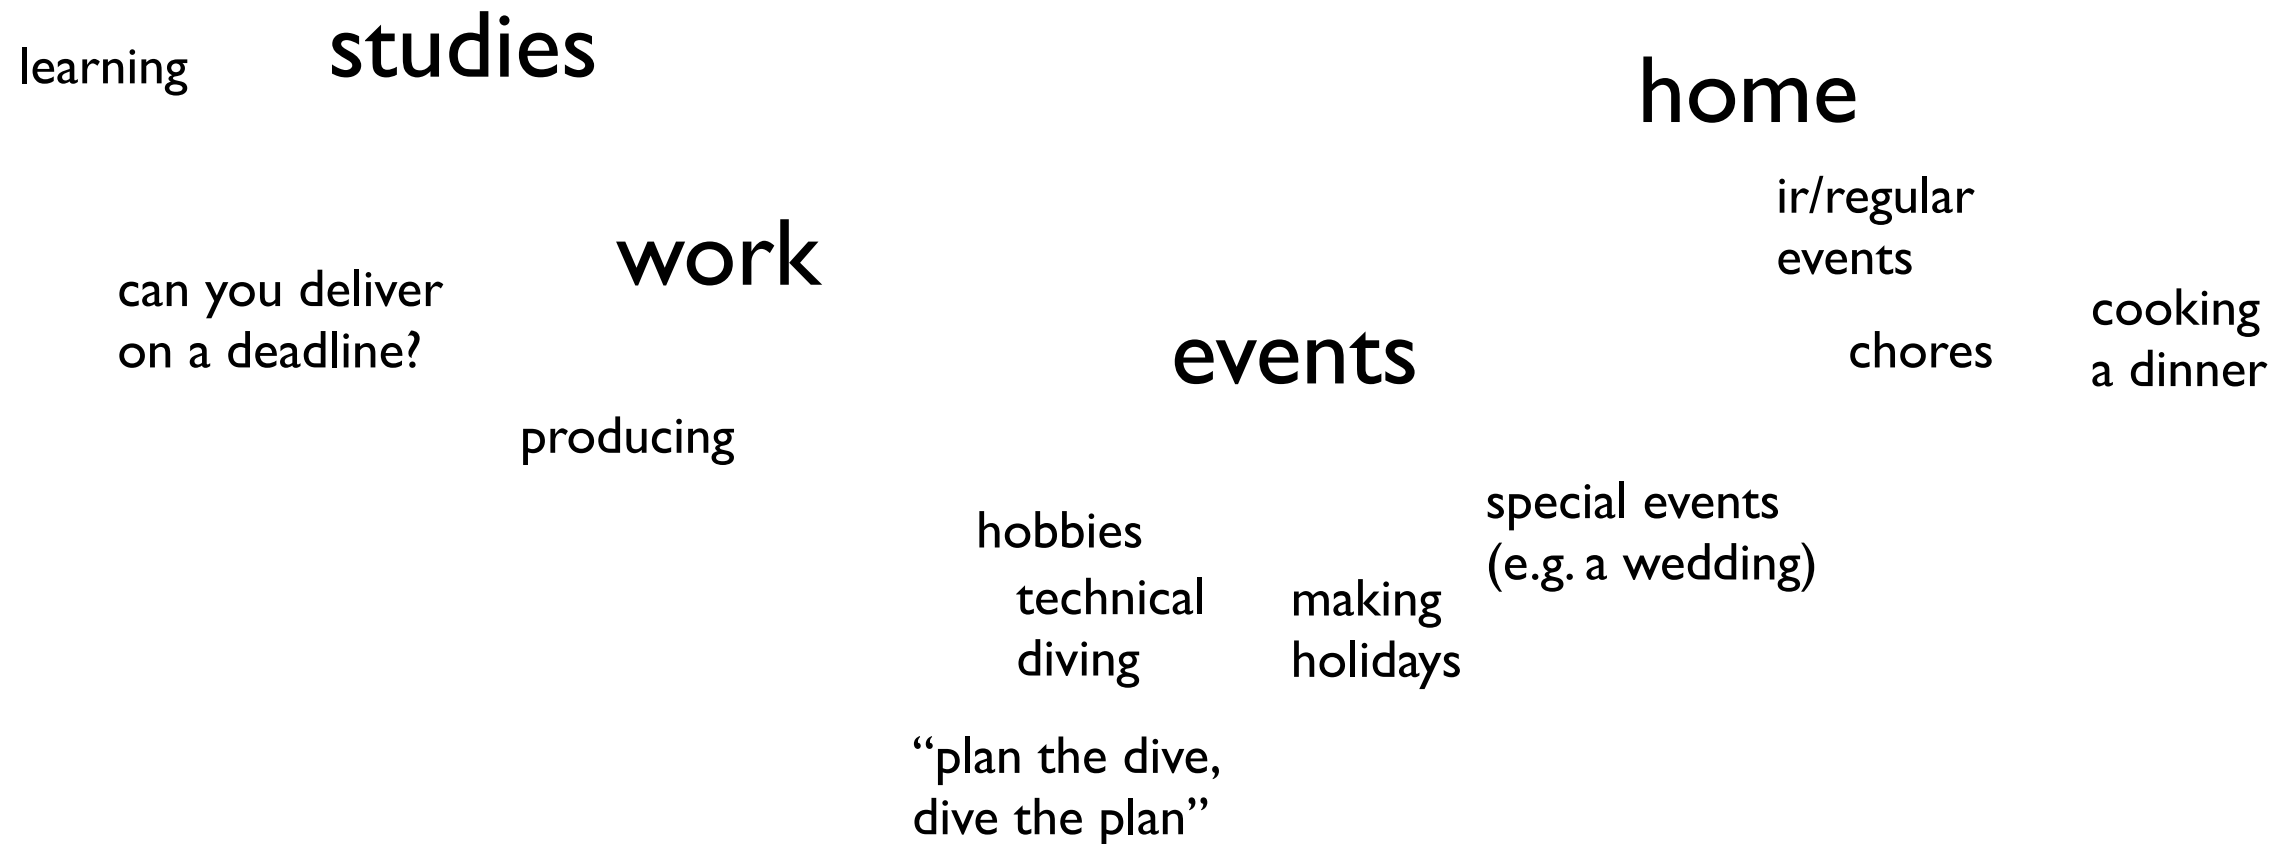 studies
learning
home
ir/regular
events
work
can you deliver
on a deadline?
cooking
a dinner
events
chores
producing
special events
(e.g. a wedding)
hobbies
technical
diving
making
holidays
“plan the dive,
dive the plan”